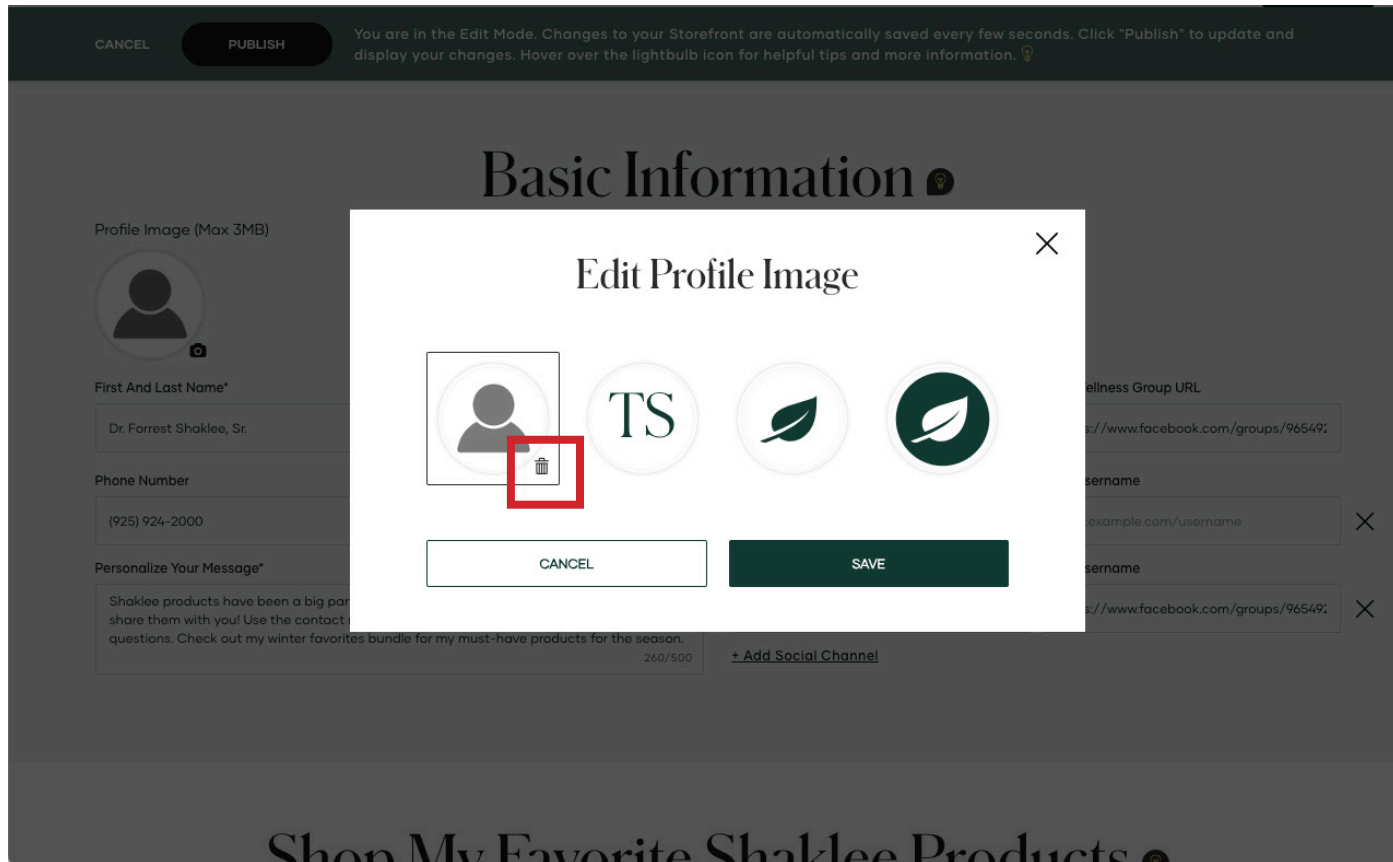 CANCEL
PUBLISH
You are in the Edit Mode. Changes to your Storefront are automatically saved every few seconds. Click "Publish" to update and
display your changes. Hover over the lightbulb icon for helpful tips and more information.
Basic Information
Profile Image (Max 3MB)
Edit Profile Image
TS
CANCEL
SAVE
First And Last Name*
Dr. Forrest Shaklee, Sr.
Phone Number
(925) 924-2000
Personalize Your Message*
Shaklee products have been a big par
share them with you! Use the contact
questions. Check out my winter favorites bundle for my must-have products for the season.
260/500
ellness Group URL
s://www.facebook.com/groups/965492
sername
.example.com/username
sername
s://www.facebook.com/groups/965492
+ Add Social Channel
Shop My Favorite Shaklee Products